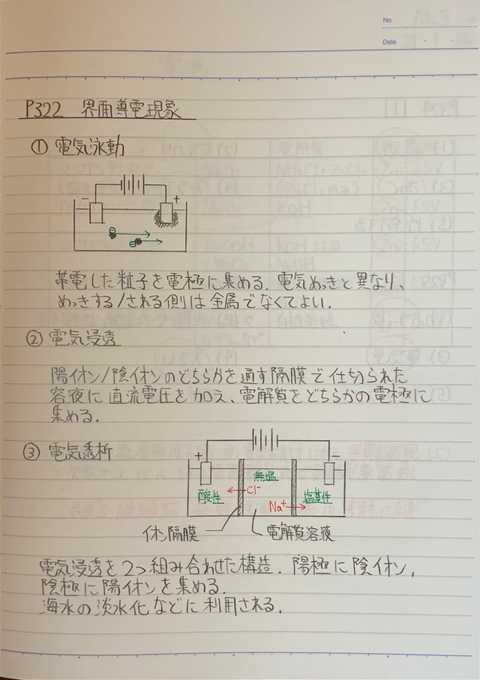 No
Date
P322 界面導電現象
① 電気泳動
− +
帯電した粒子を電極に集める. 電気めっきと異なり、
めっきする/される側は金属でなくてよい.
② 電気浸透
陽イオン/陰イオンのどちらかを通す隔膜で仕切られた
容液に直流電圧を加え、電解質をどちらかの電極に
集める.
③ 電気透析
+ −
無塩
酸性 Cl⁻ 塩基性
Na⁺
イオン隔膜 電解質溶液
電気浸透を2つ組み合わせた構造. 陽極に陰イオン,
陰極に陽イオンを集める.
海水の淡水化などに利用される.